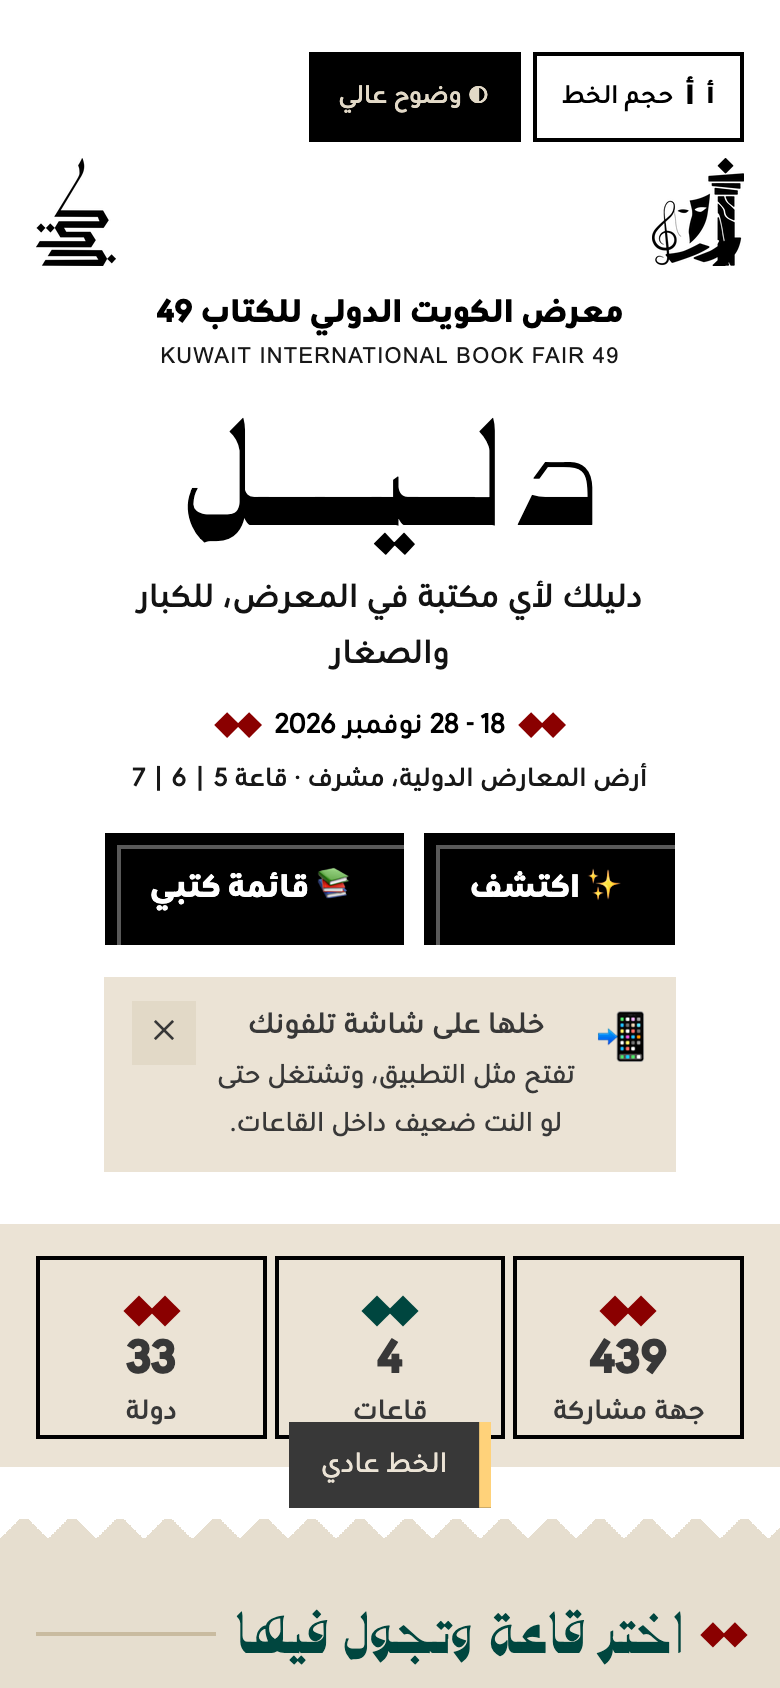 أ أ حجم الخط
وضوح عالي
معرض الكويت الدولي للكتاب 49
KUWAIT INTERNATIONAL BOOK FAIR 49
دليل
دليلك لأي مكتبة في المعرض، للكبار
والصغار
18 - 28 نوفمبر 2026
أرض المعارض الدولية، مشرف · قاعة 5 | 6 | 7
✨ اكتشف
📚 قائمة كتبي
خلها على شاشة تلفونك
تفتح مثل التطبيق، وتشتغل حتى
لو النت ضعيف داخل القاعات.
439
جهة مشاركة
4
قاعات
33
دولة
الخط عادي
اختر قاعة وتجول فيها